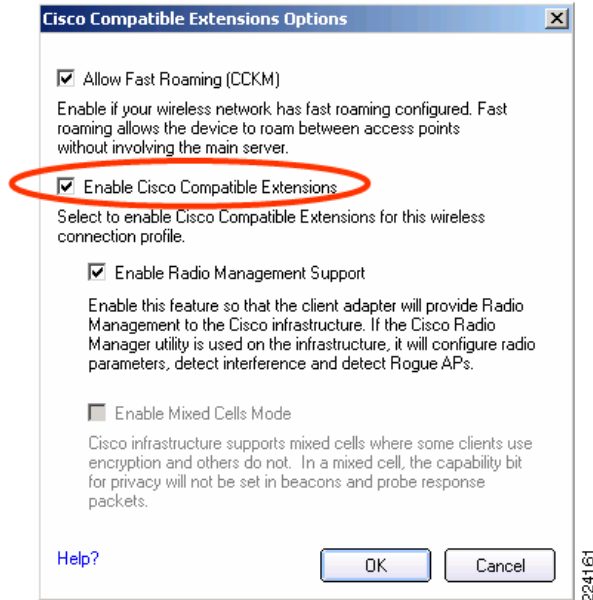 Cisco Compatible Extensions Options
Allow Fast Roaming (CCKM)
Enable if your wireless network has fast roaming configured. Fast
roaming allows the device to roam between access points
without involving the main server.
Enable Cisco Compatible Extensions
Select to enable Cisco Compatible Extensions for this wireless
connection profile.
Enable Radio Management Support
Enable this feature so that the client adapter will provide Radio
Management to the Cisco infrastructure. If the Cisco Radio
Manager utility is used on the infrastructure, it will configure radio
parameters, detect interference and detect Rogue APs.
Enable Mixed Cells Mode
Cisco infrastructure supports mixed cells where some clients use
encryption and others do not. In a mixed cell, the capability bit
for privacy will not be set in beacons and probe response
packets.
Help?
OK
Cancel
224161